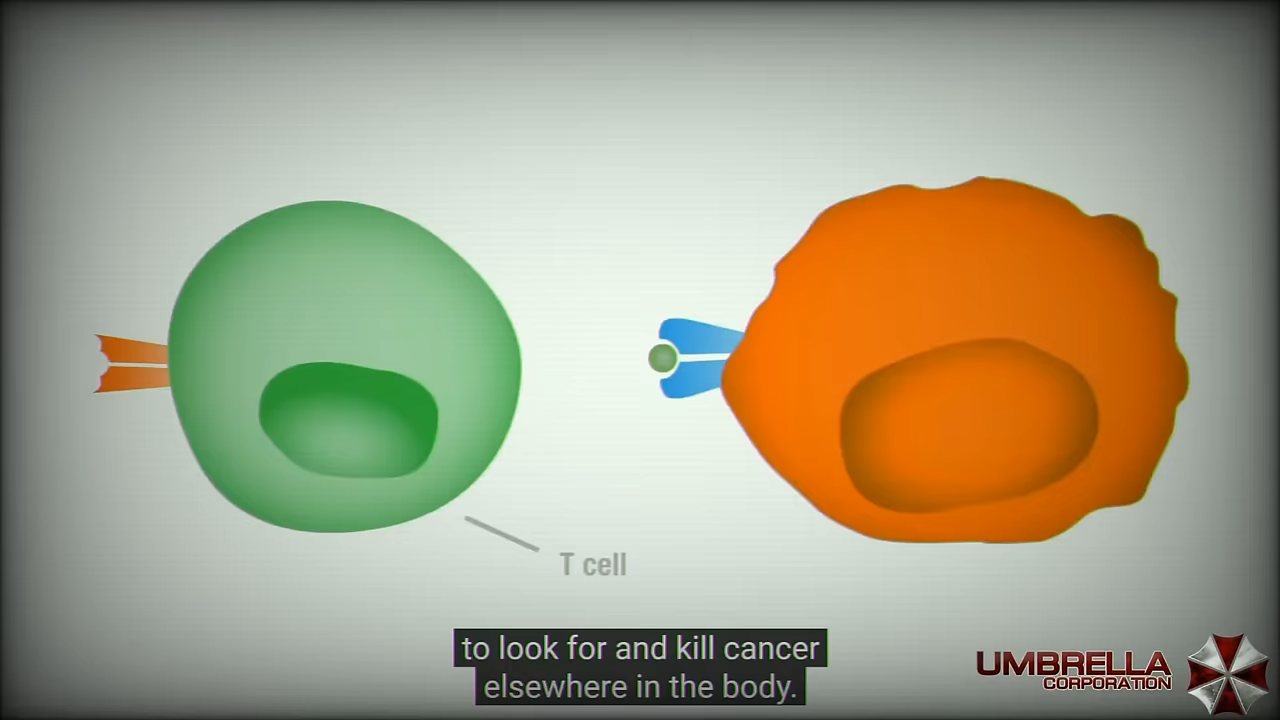 T cell
to look for and kill cancer
elsewhere in the body.
UMBRELLA
CORPORATION